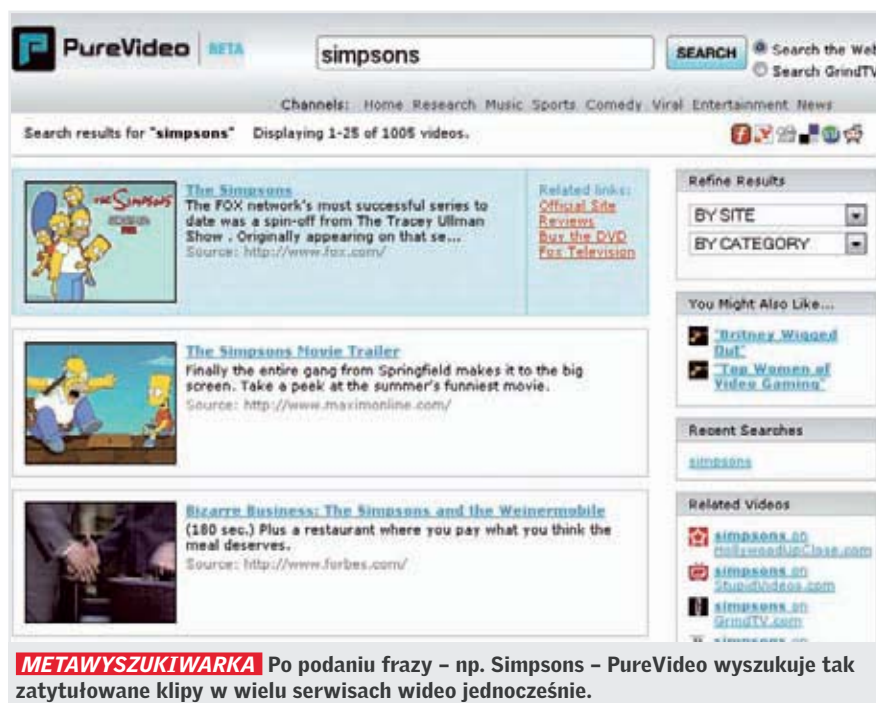 PureVideo BETA
simpsons
SEARCH
Search the Web
Search GrindTV
Channels: Home Research Music Sports Comedy Viral Entertainment News
Search results for "simpsons" Displaying 1-25 of 1005 videos.
The Simpsons
The FOX network's most successful series to
date was a spin-off from The Tracey Ullman
Show . Originally appearing on that se...
Source: http://www.fox.com/
Related links:
Official Site
Reviews
Buy the DVD
Fox Television
The Simpsons Movie Trailer
Finally the entire gang from Springfield makes it to the big
screen. Take a peek at the summer's funniest movie.
Source: http://www.maximonline.com/
Bizarre Business: The Simpsons and the Weinermobile
(180 sec.) Plus a restaurant where you pay what you think the
meal deserves.
Source: http://www.forbes.com/
Refine Results
BY SITE
BY CATEGORY
You Might Also Like...
"Britney Wigged
Out"
"Top Women of
Video Gaming"
Recent Searches
simpsons
Related Videos
simpsons on
HollywoodUpClose.com
simpsons on
StupidVideos.com
simpsons on
GrindTV.com
METAWYSZUKIWARKA Po podaniu frazy – np. Simpsons – PureVideo wyszukuje tak
zatytułowane klipy w wielu serwisach wideo jednocześnie.